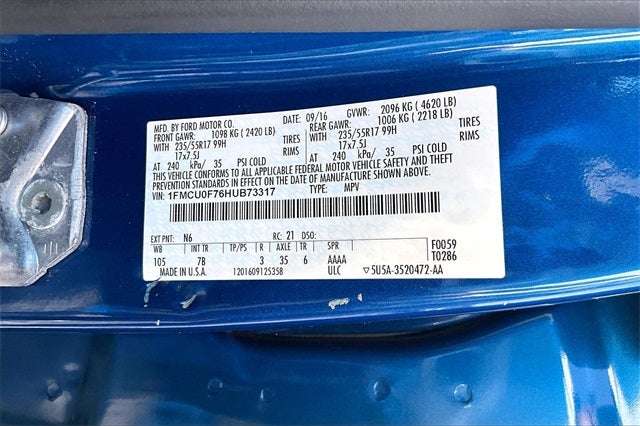 MFD. BY FORD MOTOR CO. DATE: 09/16 GVWR: 2096 KG ( 4620 LB)
FRONT GAWR: 1098 KG ( 2420 LB) REAR GAWR: 1006 KG ( 2218 LB)
WITH 235/55R17 99H TIRES WITH 235/55R17 99H TIRES
17x7.5J RIMS 17x7.5J RIMS
AT 240 kPa/ 35 PSI COLD AT 240 kPa/ 35 PSI COLD
THIS VEHICLE CONFORMS TO ALL APPLICABLE FEDERAL MOTOR VEHICLE SAFETY AND THEFT
PREVENTION STANDARDS IN EFFECT ON THE DATE OF MANUFACTURE SHOWN ABOVE.
VIN: 1FMCU0F76HUB73317 TYPE: MPV
EXT PNT: N6 RC: 21 DSO: F0059
WB INT TR TP/PS R AXLE TR SPR T0286
105 7B 3 35 6 AAAA
MADE IN U.S.A. 1201609125358 ULC ▽5U5A-3520472-AA